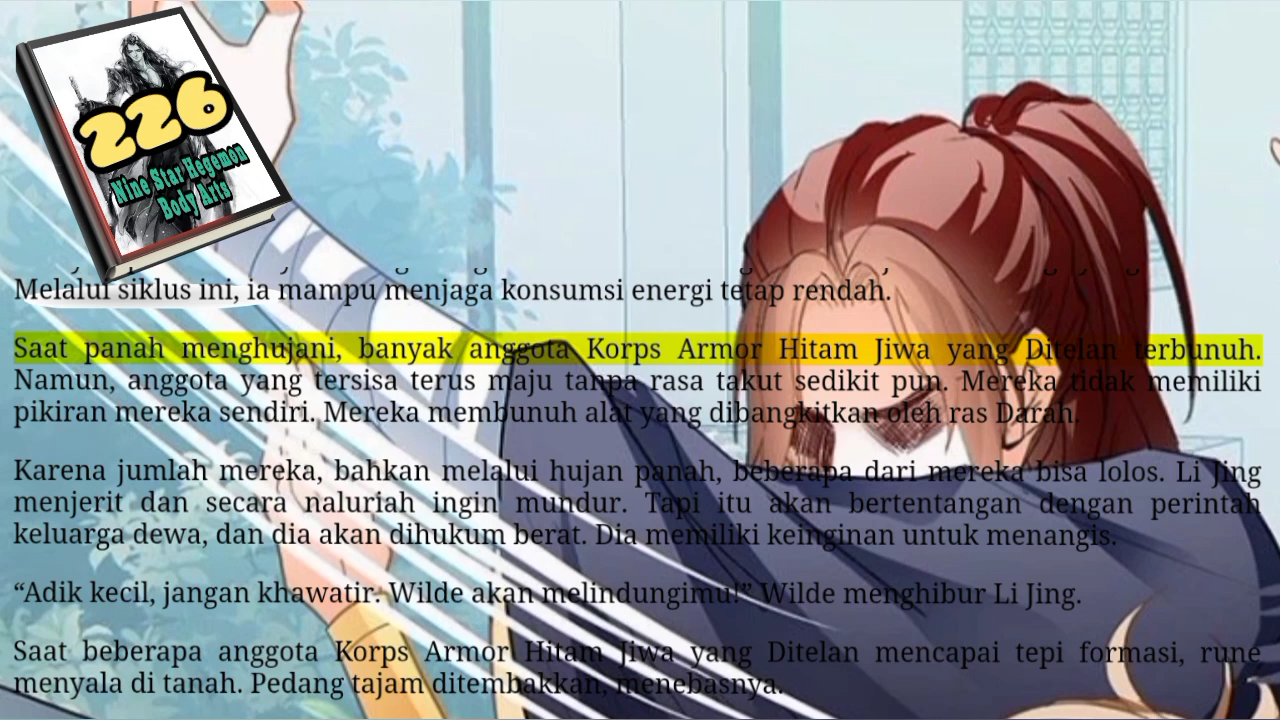 226
Nine Star Hegemon
Body Arts
Melalui siklus ini, ia mampu menjaga konsumsi energi tetap rendah.
Saat panah menghujani, banyak anggota Korps Armor Hitam Jiwa yang Ditelan terbunuh.
Namun, anggota yang tersisa terus maju tanpa rasa takut sedikit pun. Mereka tidak memiliki
pikiran mereka sendiri. Mereka membunuh alat yang dibangkitkan oleh ras Darah.
Karena jumlah mereka, bahkan melalui hujan panah, beberapa dari mereka bisa lolos. Li Jing
menjerit dan secara naluriah ingin mundur. Tapi itu akan bertentangan dengan perintah
keluarga dewa, dan dia akan dihukum berat. Dia memiliki keinginan untuk menangis.
“Adik kecil, jangan khawatir. Wilde akan melindungimu!” Wilde menghibur Li Jing.
Saat beberapa anggota Korps Armor Hitam Jiwa yang Ditelan mencapai tepi formasi, rune
menyala di tanah. Pedang tajam ditembakkan, menebasnya.